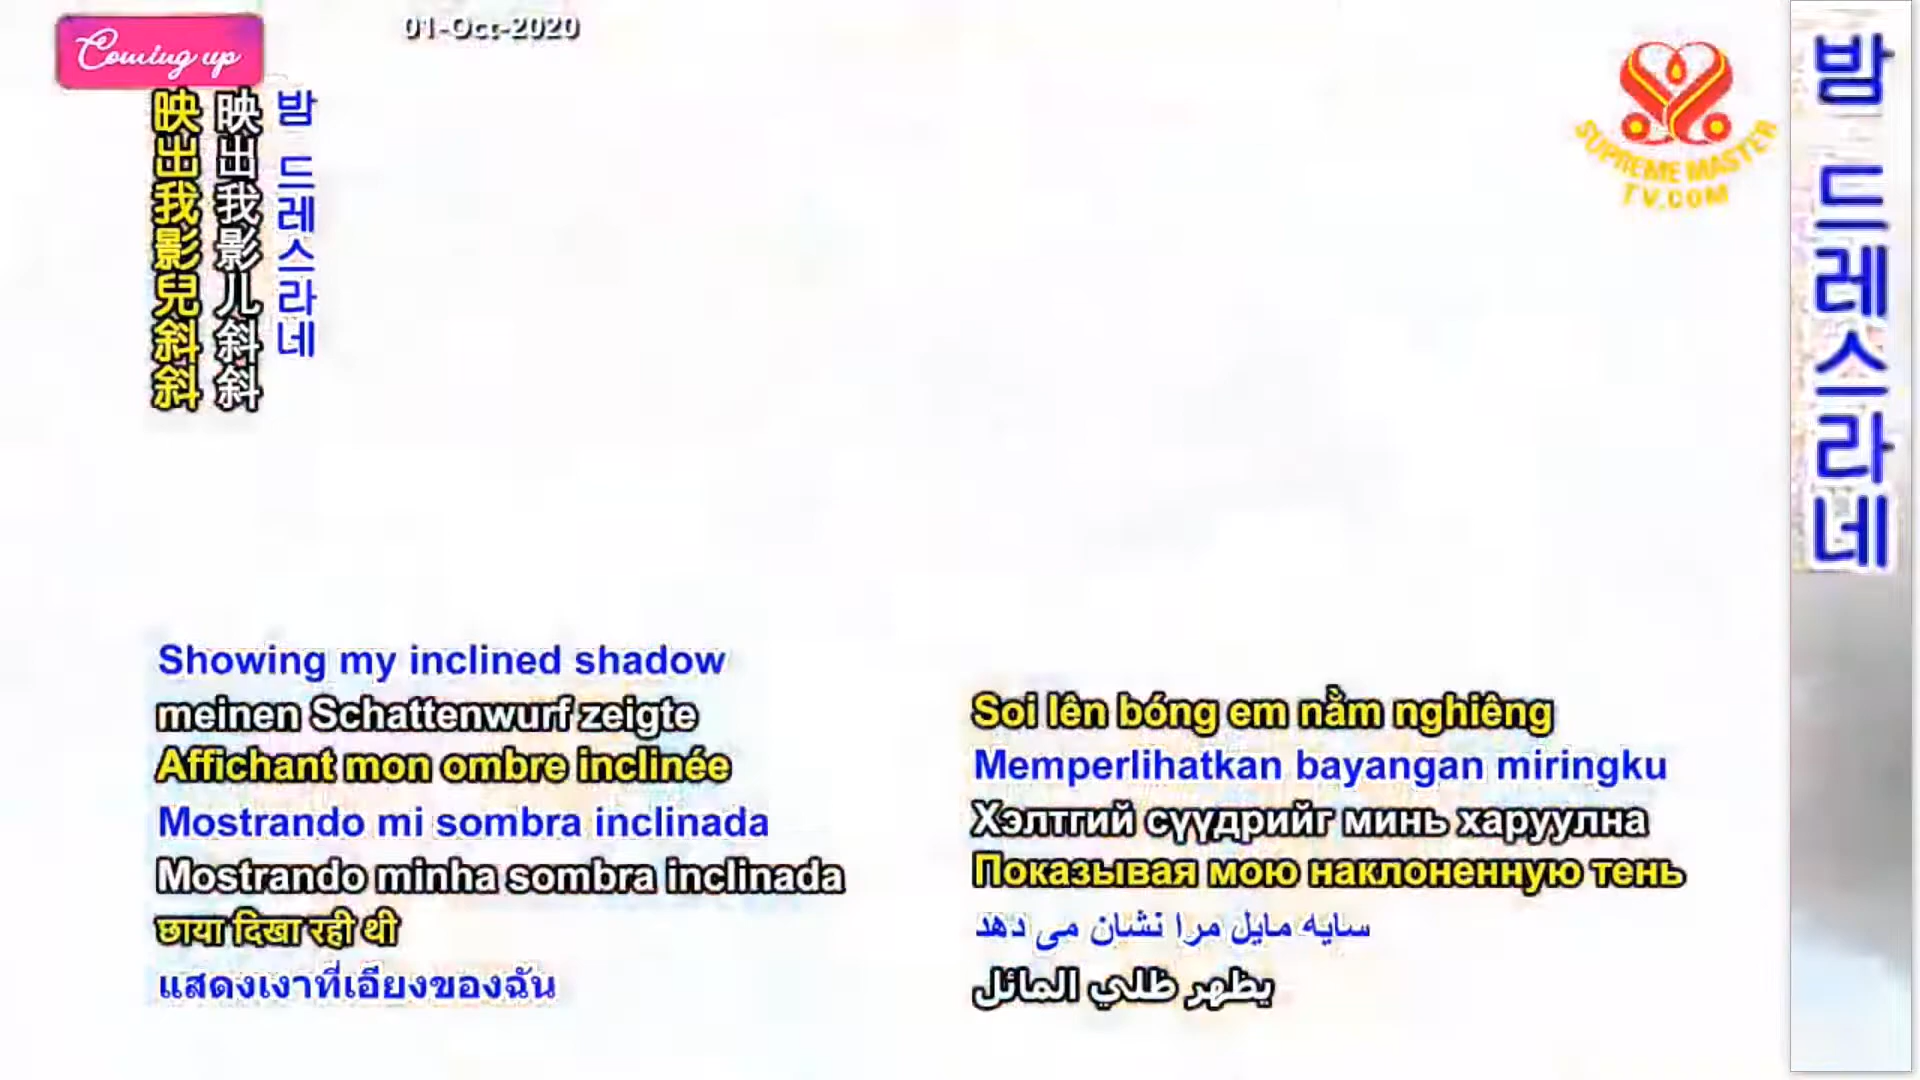 Coming up
01-Oct-2020
SUPREME MASTER
TV.COM
映出我影兒斜斜
映出我影儿斜斜
밤 드레스라네
밤 드레스라네
Showing my inclined shadow
meinen Schattenwurf zeigte
Affichant mon ombre inclinée
Mostrando mi sombra inclinada
Mostrando minha sombra inclinada
छाया दिखा रही थी
แสดงเงาที่เอียงของฉัน
Soi lên bóng em nằm nghiêng
Memperlihatkan bayangan miringku
Хэлтгий сүүдрийг минь харуулна
Показывая мою наклоненную тень
سایه مایل مرا نشان می دهد
يظهر ظلي المائل